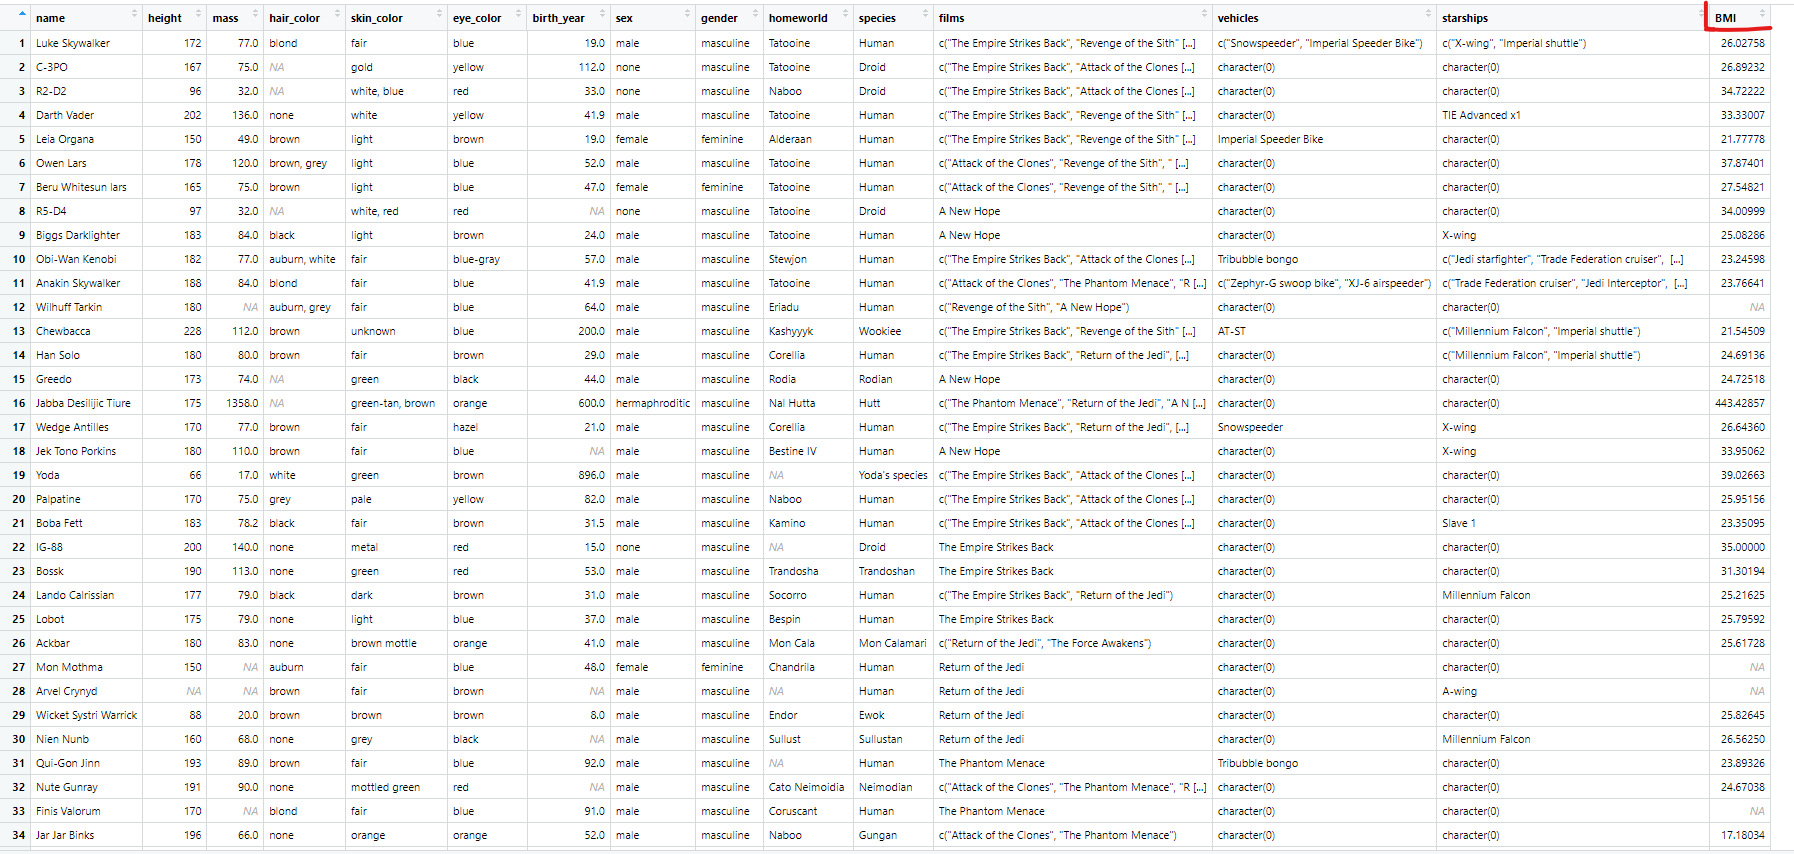 name height mass hair_color skin_color eye_color birth_year sex gender homeworld species films vehicles starships BMI
1 Luke Skywalker 172 77.0 blond fair blue 19.0 male masculine Tatooine Human c("The Empire Strikes Back", "Revenge of the Sith" [...] c("Snowspeeder", "Imperial Speeder Bike") c("X-wing", "Imperial shuttle") 26.02758
2 C-3PO 167 75.0 NA gold yellow 112.0 none masculine Tatooine Droid c("The Empire Strikes Back", "Attack of the Clones [...] character(0) character(0) 26.89232
3 R2-D2 96 32.0 NA white, blue red 33.0 none masculine Naboo Droid c("The Empire Strikes Back", "Attack of the Clones [...] character(0) character(0) 34.72222
4 Darth Vader 202 136.0 none white yellow 41.9 male masculine Tatooine Human c("The Empire Strikes Back", "Revenge of the Sith" [...] character(0) TIE Advanced x1 33.33007
5 Leia Organa 150 49.0 brown light brown 19.0 female feminine Alderaan Human c("The Empire Strikes Back", "Revenge of the Sith" [...] Imperial Speeder Bike character(0) 21.77778
6 Owen Lars 178 120.0 brown, grey light blue 52.0 male masculine Tatooine Human c("Attack of the Clones", "Revenge of the Sith", " [...] character(0) character(0) 37.87401
7 Beru Whitesun lars 165 75.0 brown light blue 47.0 female feminine Tatooine Human c("Attack of the Clones", "Revenge of the Sith", " [...] character(0) character(0) 27.54821
8 R5-D4 97 32.0 NA white, red red NA none masculine Tatooine Droid A New Hope character(0) character(0) 34.00999
9 Biggs Darklighter 183 84.0 black light brown 24.0 male masculine Tatooine Human A New Hope character(0) X-wing 25.08286
10 Obi-Wan Kenobi 182 77.0 auburn, white fair blue-gray 57.0 male masculine Stewjon Human c("The Empire Strikes Back", "Attack of the Clones [...] Tribubble bongo c("Jedi starfighter", "Trade Federation cruiser", [...] 23.24598
11 Anakin Skywalker 188 84.0 blond fair blue 41.9 male masculine Tatooine Human c("Attack of the Clones", "The Phantom Menace", "R [...] c("Zephyr-G swoop bike", "XJ-6 airspeeder") c("Trade Federation cruiser", "Jedi Interceptor", [...] 23.76641
12 Wilhuff Tarkin 180 NA auburn, grey fair blue 64.0 male masculine Eriadu Human c("Revenge of the Sith", "A New Hope") character(0) character(0) NA
13 Chewbacca 228 112.0 brown unknown blue 200.0 male masculine Kashyyyk Wookiee c("The Empire Strikes Back", "Revenge of the Sith" [...] AT-ST c("Millennium Falcon", "Imperial shuttle") 21.54509
14 Han Solo 180 80.0 brown fair brown 29.0 male masculine Corellia Human c("The Empire Strikes Back", "Return of the Jedi", [...] character(0) c("Millennium Falcon", "Imperial shuttle") 24.69136
15 Greedo 173 74.0 NA green black 44.0 male masculine Rodia Rodian A New Hope character(0) character(0) 24.72518
16 Jabba Desilijic Tiure 175 1358.0 NA green-tan, brown orange 600.0 hermaphroditic masculine Nal Hutta Hutt c("The Phantom Menace", "Return of the Jedi", "A N [...] character(0) character(0) 443.42857
17 Wedge Antilles 170 77.0 brown fair hazel 21.0 male masculine Corellia Human c("The Empire Strikes Back", "Return of the Jedi", [...] Snowspeeder X-wing 26.64360
18 Jek Tono Porkins 180 110.0 brown fair blue NA male masculine Bestine IV Human A New Hope character(0) X-wing 33.95062
19 Yoda 66 17.0 white green brown 896.0 male masculine NA Yoda's species c("The Empire Strikes Back", "Attack of the Clones [...] character(0) character(0) 39.02663
20 Palpatine 170 75.0 grey pale yellow 82.0 male masculine Naboo Human c("The Empire Strikes Back", "Attack of the Clones [...] character(0) character(0) 25.95156
21 Boba Fett 183 78.2 black fair brown 31.5 male masculine Kamino Human c("The Empire Strikes Back", "Attack of the Clones [...] character(0) Slave 1 23.35095
22 IG-88 200 140.0 none metal red 15.0 none masculine NA Droid The Empire Strikes Back character(0) character(0) 35.00000
23 Bossk 190 113.0 none green red 53.0 male masculine Trandosha Trandoshan The Empire Strikes Back character(0) character(0) 31.30194
24 Lando Calrissian 177 79.0 black dark brown 31.0 male masculine Socorro Human c("The Empire Strikes Back", "Return of the Jedi") character(0) Millennium Falcon 25.21625
25 Lobot 175 79.0 none light blue 37.0 male masculine Bespin Human The Empire Strikes Back character(0) character(0) 25.79592
26 Ackbar 180 83.0 none brown mottle orange 41.0 male masculine Mon Cala Mon Calamari c("Return of the Jedi", "The Force Awakens") character(0) character(0) 25.61728
27 Mon Mothma 150 NA auburn fair blue 48.0 female feminine Chandrila Human Return of the Jedi character(0) character(0) NA
28 Arvel Crynyd NA NA brown fair brown NA male masculine NA Human Return of the Jedi character(0) A-wing NA
29 Wicket Systri Warrick 88 20.0 brown brown brown 8.0 male masculine Endor Ewok Return of the Jedi character(0) character(0) 25.82645
30 Nien Nunb 160 68.0 none grey black NA male masculine Sullust Sullustan Return of the Jedi character(0) Millennium Falcon 26.56250
31 Qui-Gon Jinn 193 89.0 brown fair blue 92.0 male masculine NA Human The Phantom Menace Tribubble bongo character(0) 23.89326
32 Nute Gunray 191 90.0 none mottled green red NA male masculine Cato Neimoidia Neimodian c("Attack of the Clones", "The Phantom Menace", "R [...] character(0) character(0) 24.67038
33 Finis Valorum 170 NA blond fair blue 91.0 male masculine Coruscant Human The Phantom Menace character(0) character(0) NA
34 Jar Jar Binks 196 66.0 none orange orange 52.0 male masculine Naboo Gungan c("Attack of the Clones", "The Phantom Menace") character(0) character(0) 17.18034